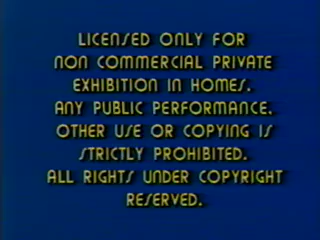 LICENSED ONLY FOR
NON COMMERCIAL PRIVATE
EXHIBITION IN HOMES.
ANY PUBLIC PERFORMANCE.
OTHER USE OR COPYING IS
STRICTLY PROHIBITED.
ALL RIGHTS UNDER COPYRIGHT
RESERVED.